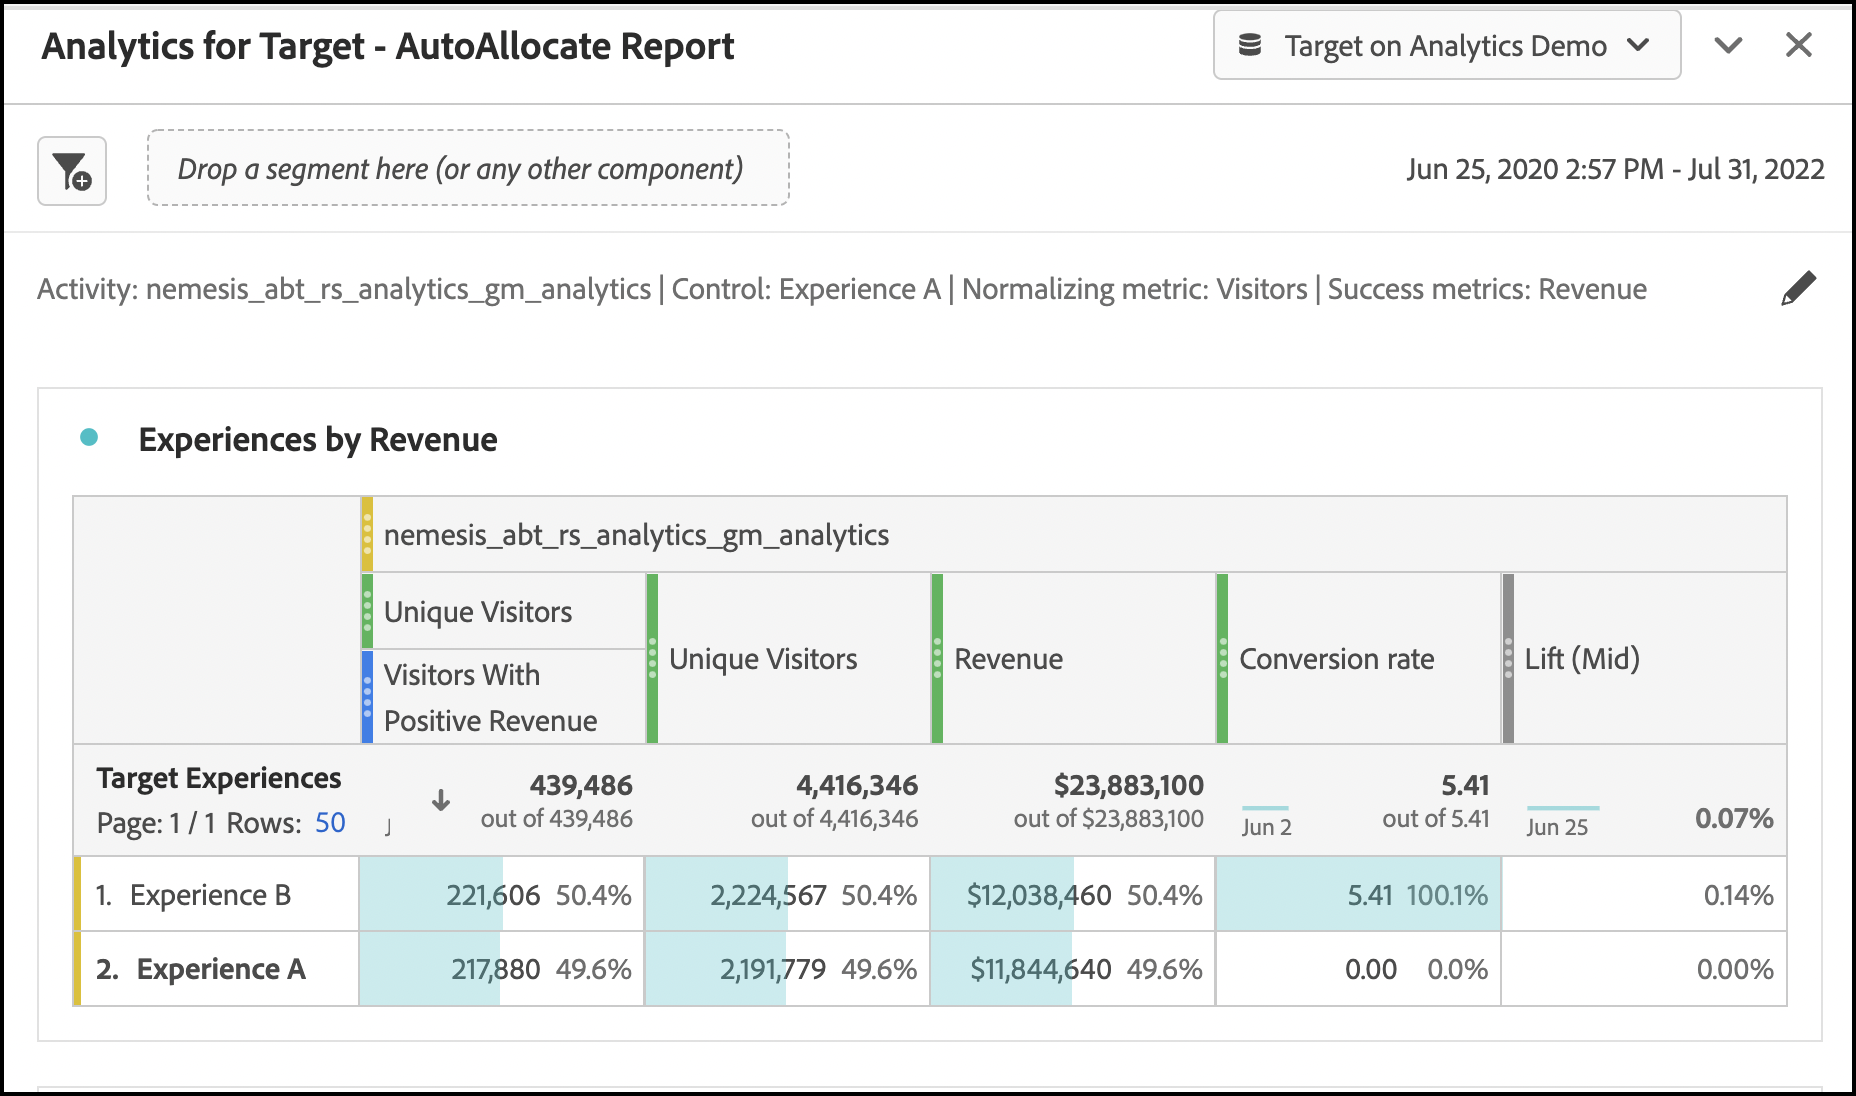 Analytics for Target - AutoAllocate Report
Target on Analytics Demo
Drop a segment here (or any other component)
Jun 25, 2020 2:57 PM - Jul 31, 2022
Activity: nemesis_abt_rs_analytics_gm_analytics | Control: Experience A | Normalizing metric: Visitors | Success metrics: Revenue
Experiences by Revenue
nemesis_abt_rs_analytics_gm_analytics
Unique Visitors
Visitors With
Positive Revenue
Unique Visitors
Revenue
Conversion rate
Lift (Mid)
Target Experiences
Page: 1 / 1 Rows: 50
439,486
out of 439,486
4,416,346
out of 4,416,346
$23,883,100
out of $23,883,100
Jun 2
5.41
out of 5.41
Jun 25
0.07%
1. Experience B 221,606 50.4% 2,224,567 50.4% $12,038,460 50.4% 5.41 100.1% 0.14%
2. Experience A 217,880 49.6% 2,191,779 49.6% $11,844,640 49.6% 0.00 0.0% 0.00%